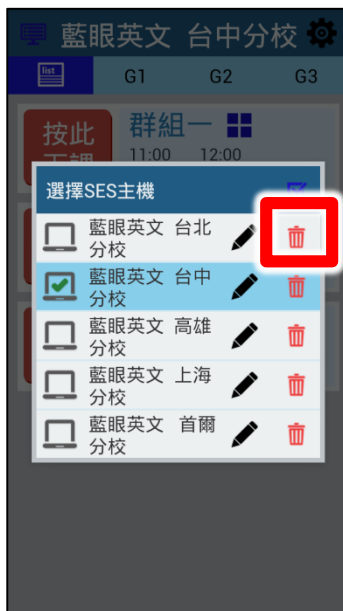 藍眼英文 台中分校
list G1 G2 G3
按此 群組一
下課 11:00 12:00
選擇SES主機
藍眼英文 台北
分校
藍眼英文 台中
分校
藍眼英文 高雄
分校
藍眼英文 上海
分校
藍眼英文 首爾
分校